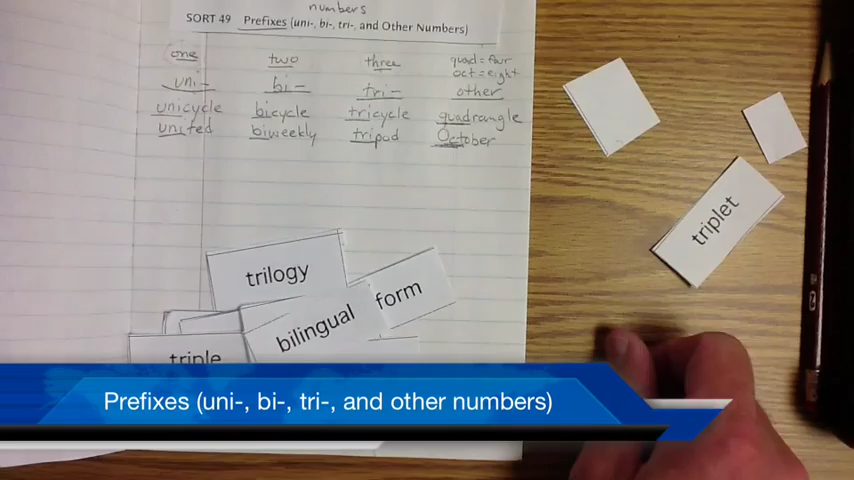 numbers
SORT 49 Prefixes (uni-, bi-, tri-, and Other Numbers)
one two three quad = four
oct = eight
uni- bi- tri- other
unicycle bicycle tricycle quadrangle
united biweekly tripod October
triplet
trilogy
form
bilingual
triple
Prefixes (uni-, bi-, tri-, and other numbers)